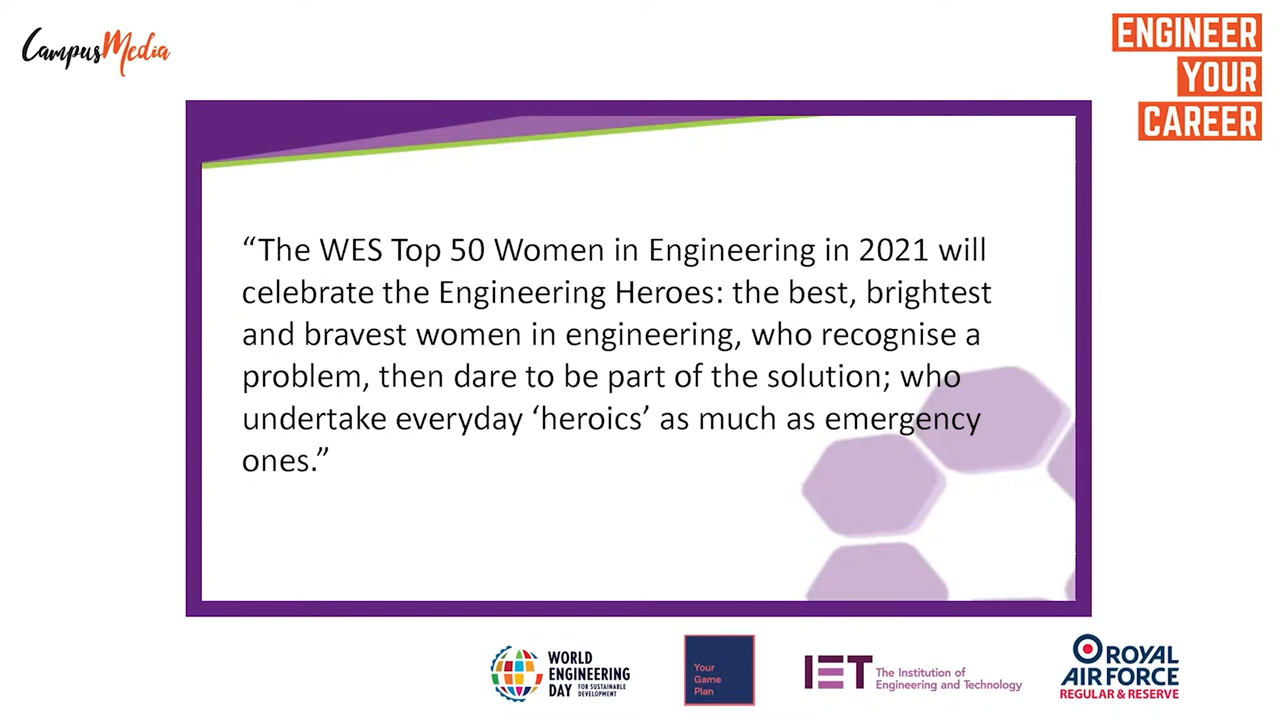 CampusMedia
ENGINEER
YOUR
CAREER
“The WES Top 50 Women in Engineering in 2021 will
celebrate the Engineering Heroes: the best, brightest
and bravest women in engineering, who recognise a
problem, then dare to be part of the solution; who
undertake everyday ‘heroics’ as much as emergency
ones.”
WORLD
ENGINEERING
DAY FOR SUSTAINABLE
DEVELOPMENT
Your
Game
Plan
IET The Institution of
Engineering and Technology
ROYAL
AIR FORCE
REGULAR & RESERVE